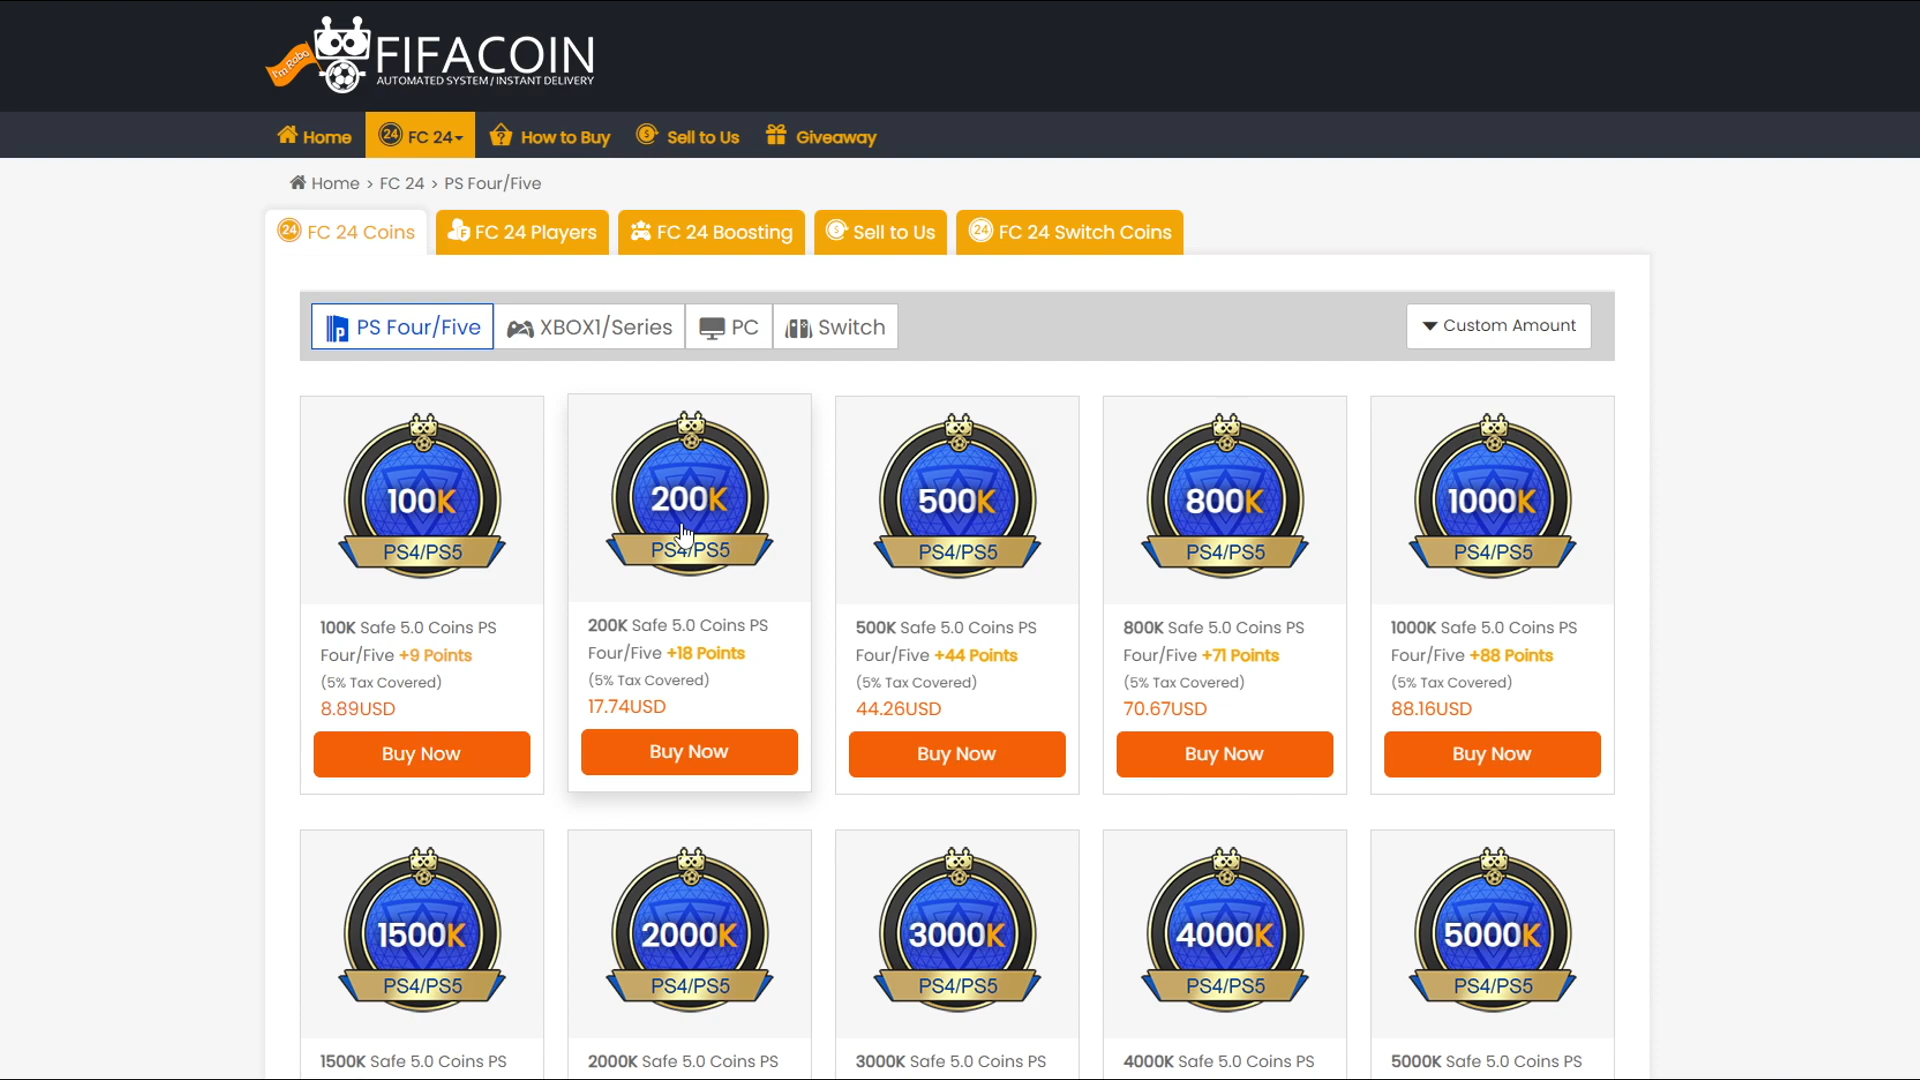 I'm Robo
FIFACOIN
AUTOMATED SYSTEM / INSTANT DELIVERY
Home
24 FC 24
How to Buy
Sell to Us
Giveaway
Home > FC 24 > PS Four/Five
24 FC 24 Coins
FC 24 Players
FC 24 Boosting
Sell to Us
24 FC 24 Switch Coins
PS Four/Five
XBOX1/Series
PC
Switch
Custom Amount
100K
PS4/PS5
100K Safe 5.0 Coins PS
Four/Five +9 Points
(5% Tax Covered)
8.89USD
Buy Now
200K
PS4/PS5
200K Safe 5.0 Coins PS
Four/Five +18 Points
(5% Tax Covered)
17.74USD
Buy Now
500K
PS4/PS5
500K Safe 5.0 Coins PS
Four/Five +44 Points
(5% Tax Covered)
44.26USD
Buy Now
800K
PS4/PS5
800K Safe 5.0 Coins PS
Four/Five +71 Points
(5% Tax Covered)
70.67USD
Buy Now
1000K
PS4/PS5
1000K Safe 5.0 Coins PS
Four/Five +88 Points
(5% Tax Covered)
88.16USD
Buy Now
1500K
PS4/PS5
1500K Safe 5.0 Coins PS
2000K
PS4/PS5
2000K Safe 5.0 Coins PS
3000K
PS4/PS5
3000K Safe 5.0 Coins PS
4000K
PS4/PS5
4000K Safe 5.0 Coins PS
5000K
PS4/PS5
5000K Safe 5.0 Coins PS